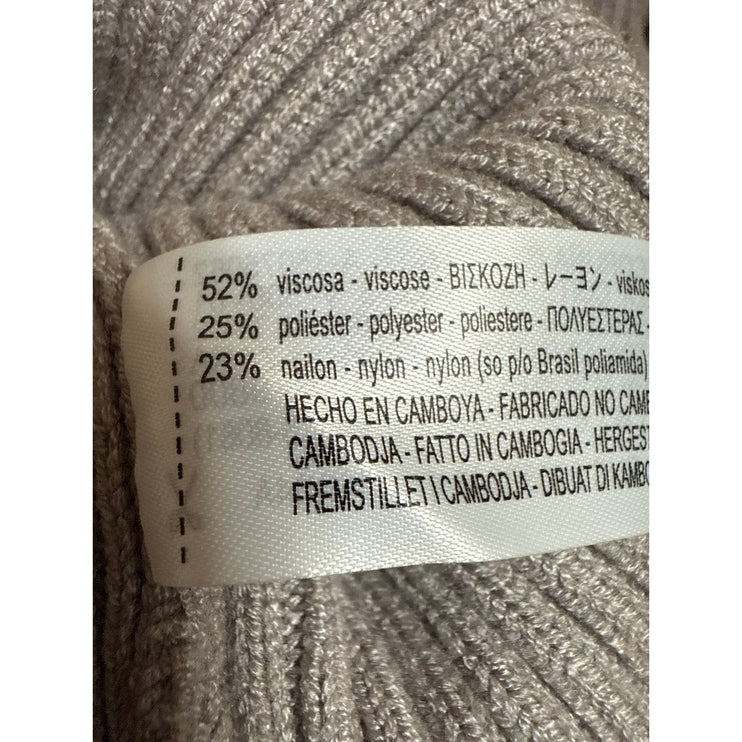 52% viscosa - viscose - ΒΙΣΚΟΖΗ - レーヨン - viskos
25% poliéster - polyester - poliestere - ΠΟΛΥΕΣΤΕΡΑΣ -
23% nailon - nylon - nylon (so p/o Brasil poliamida)
HECHO EN CAMBOYA - FABRICADO NO CAMB
CAMBODJA - FATTO IN CAMBOGIA - HERGEST
FREMSTILLET I CAMBODJA - DIBUAT DI KAMBO